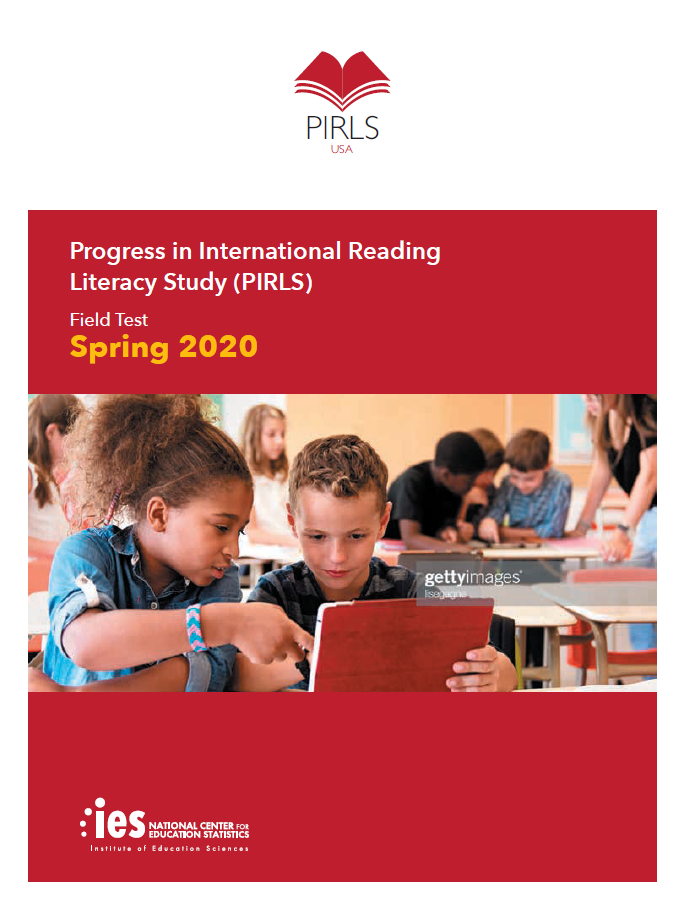 PIRLS
USA
Progress in International Reading
Literacy Study (PIRLS)
Field Test
Spring 2020
gettyimages®
lisegagne
ies NATIONAL CENTER FOR
EDUCATION STATISTICS
Institute of Education Sciences